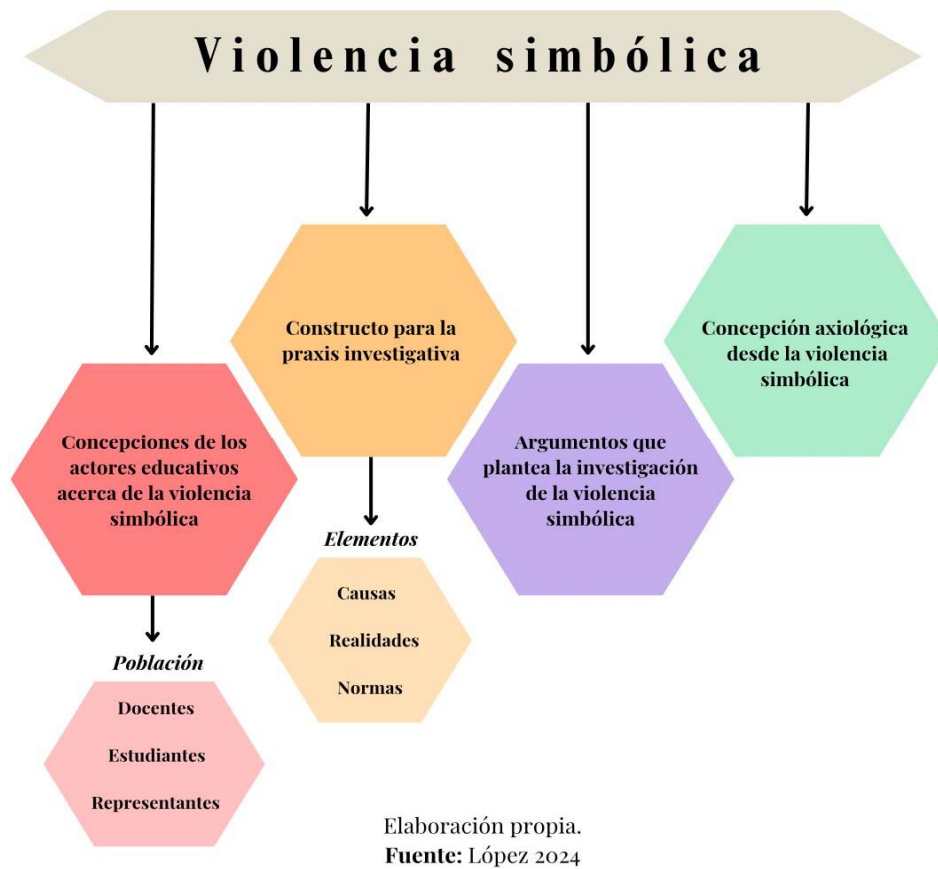 Violencia simbólica
Concepciones de los
actores educativos
acerca de la violencia
simbólica
Población
Docentes
Estudiantes
Representantes
Constructo para la
praxis investigativa
Elementos
Causas
Realidades
Normas
Argumentos que
plantea la investigación
de la violencia
simbólica
Concepción axiológica
desde la violencia
simbólica
Elaboración propia.
Fuente: López 2024